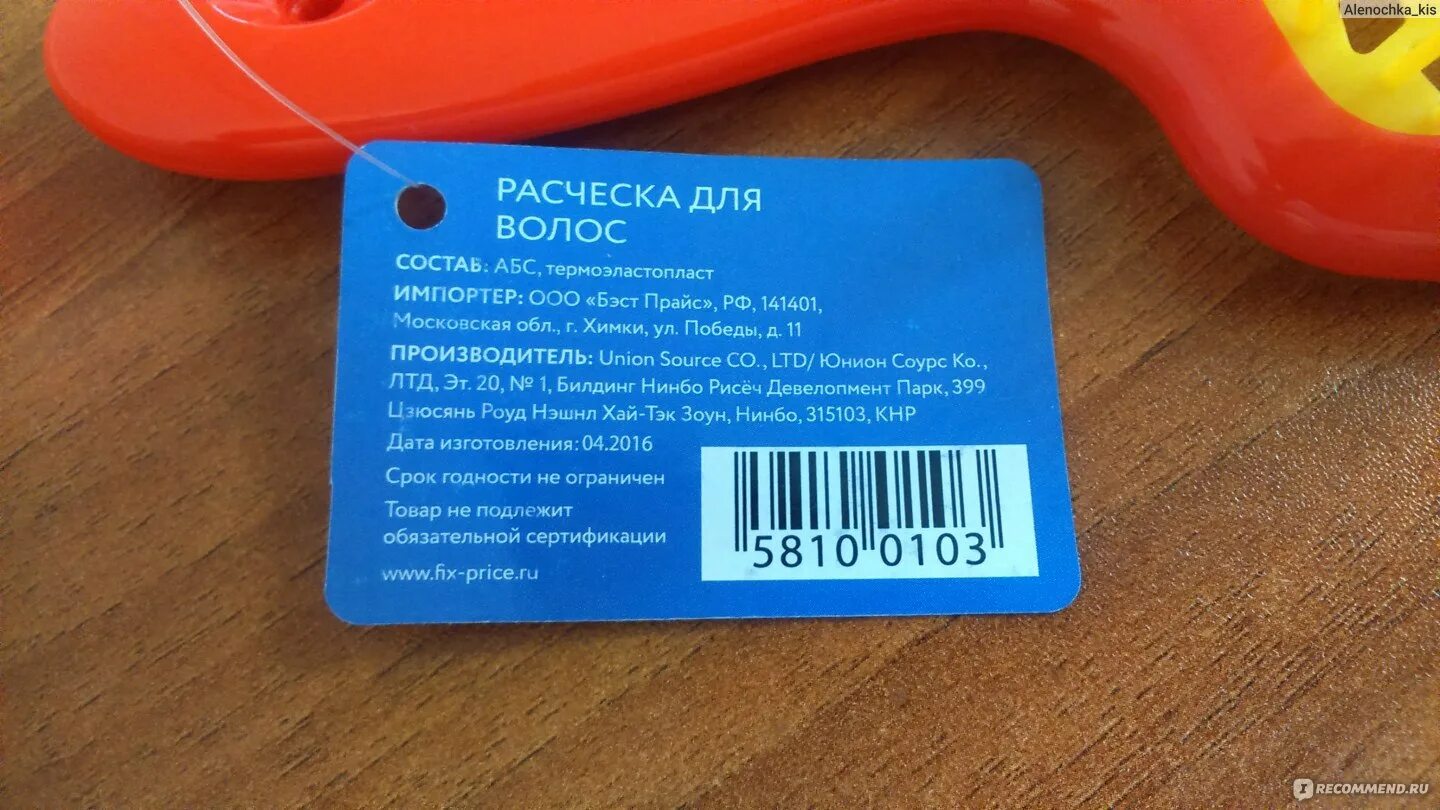 Alenochka_kis
РАСЧЕСКА ДЛЯ
ВОЛОС
СОСТАВ: АБС, термоэластопласт
ИМПОРТЕР: ООО «Бэст Прайс», РФ, 141401,
Московская обл., г. Химки, ул. Победы, д. 11
ПРОИЗВОДИТЕЛЬ: Union Source CO., LTD/ Юнион Соурс Ко.,
ЛТД, Эт. 20, № 1, Билдинг Нинбо Рисёч Девелопмент Парк, 399
Цзюсянь Роуд Нэшнл Хай-Тэк Зоун, Нинбо, 315103, КНР
Дата изготовления: 04.2016
Срок годности не ограничен
Товар не подлежит
обязательной сертификации
www.fix-price.ru
5810 0103
IRECOMMEND.RU